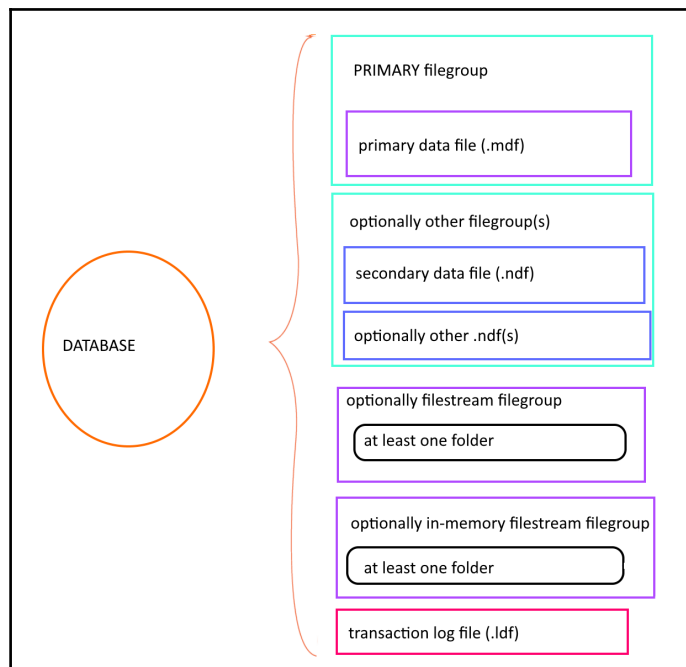 PRIMARY filegroup
primary data file (.mdf)
optionally other filegroup(s)
secondary data file (.ndf)
DATABASE
optionally other .ndf(s)
optionally filestream filegroup
at least one folder
optionally in-memory filestream filegroup
at least one folder
transaction log file (.ldf)